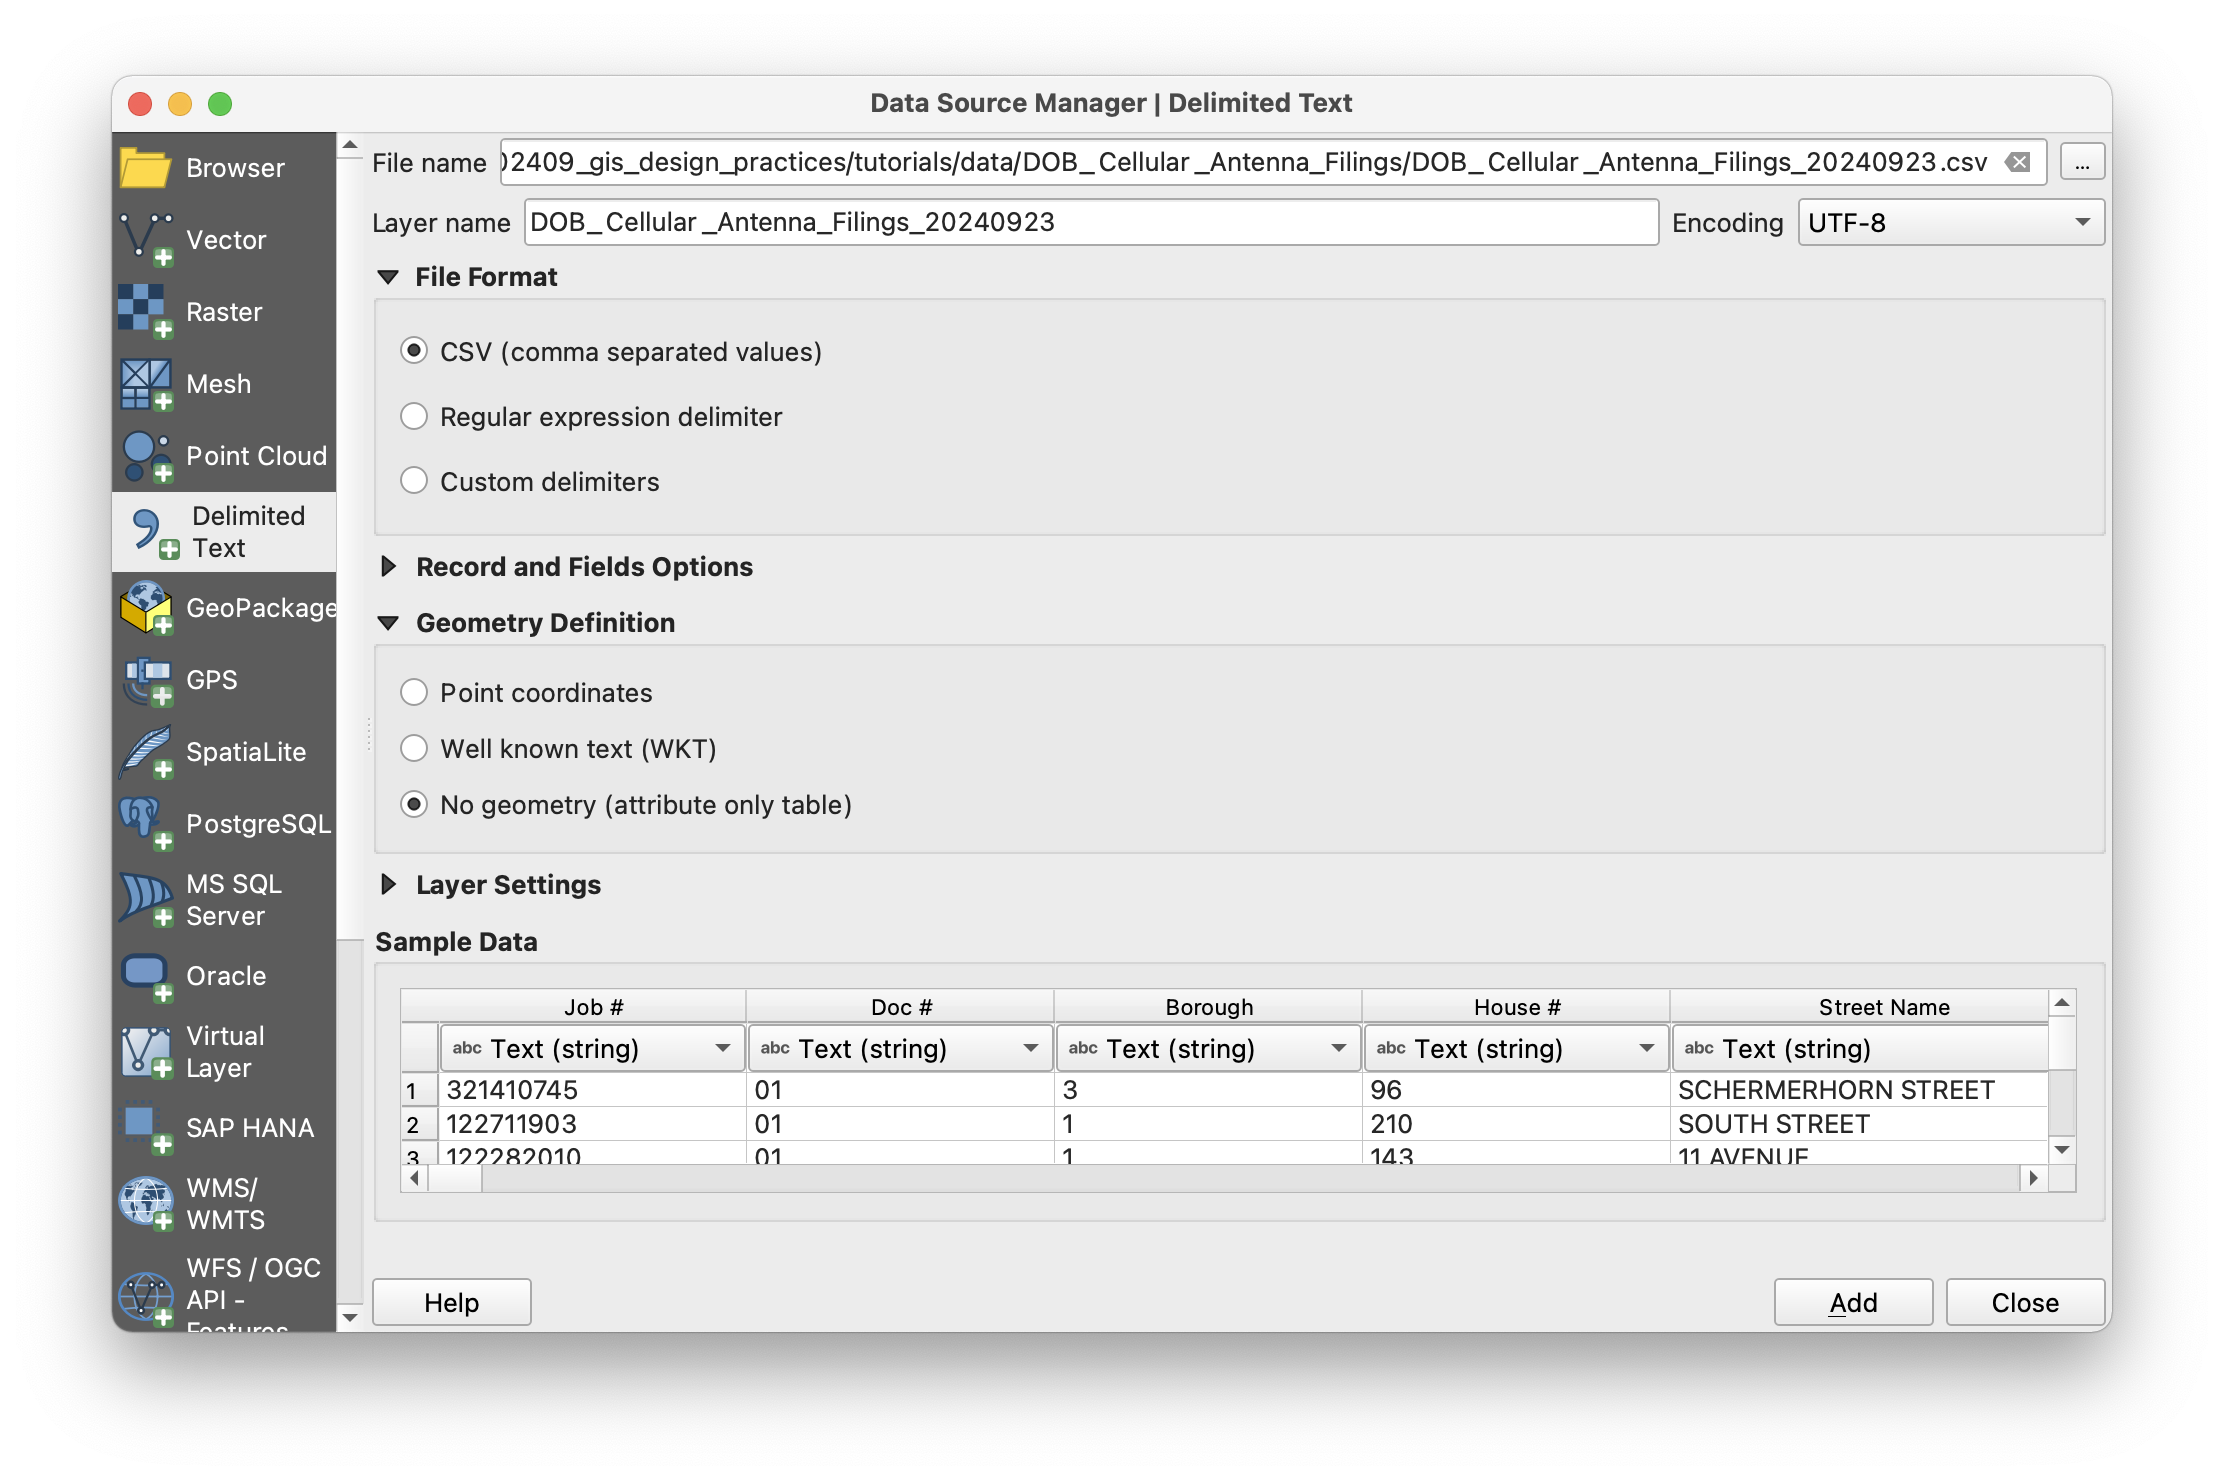 Data Source Manager | Delimited Text
Browser
Vector
Raster
Mesh
Point Cloud
Delimited
Text
GeoPackage
GPS
SpatiaLite
PostgreSQL
MS SQL
Server
Oracle
Virtual
Layer
SAP HANA
WMS/
WMTS
WFS / OGC
API -
Features
File name 02409_gis_design_practices/tutorials/data/DOB_Cellular_Antenna_Filings/DOB_Cellular_Antenna_Filings_20240923.csv ...
Layer name DOB_Cellular_Antenna_Filings_20240923 Encoding UTF-8
File Format
CSV (comma separated values)
Regular expression delimiter
Custom delimiters
Record and Fields Options
Geometry Definition
Point coordinates
Well known text (WKT)
No geometry (attribute only table)
Layer Settings
Sample Data
Job # Doc # Borough House # Street Name
abc Text (string) abc Text (string) abc Text (string) abc Text (string) abc Text (string)
1 321410745 01 3 96 SCHERMERHORN STREET
2 122711903 01 1 210 SOUTH STREET
3 122282010 01 1 143 11 AVENUE
Help Add Close